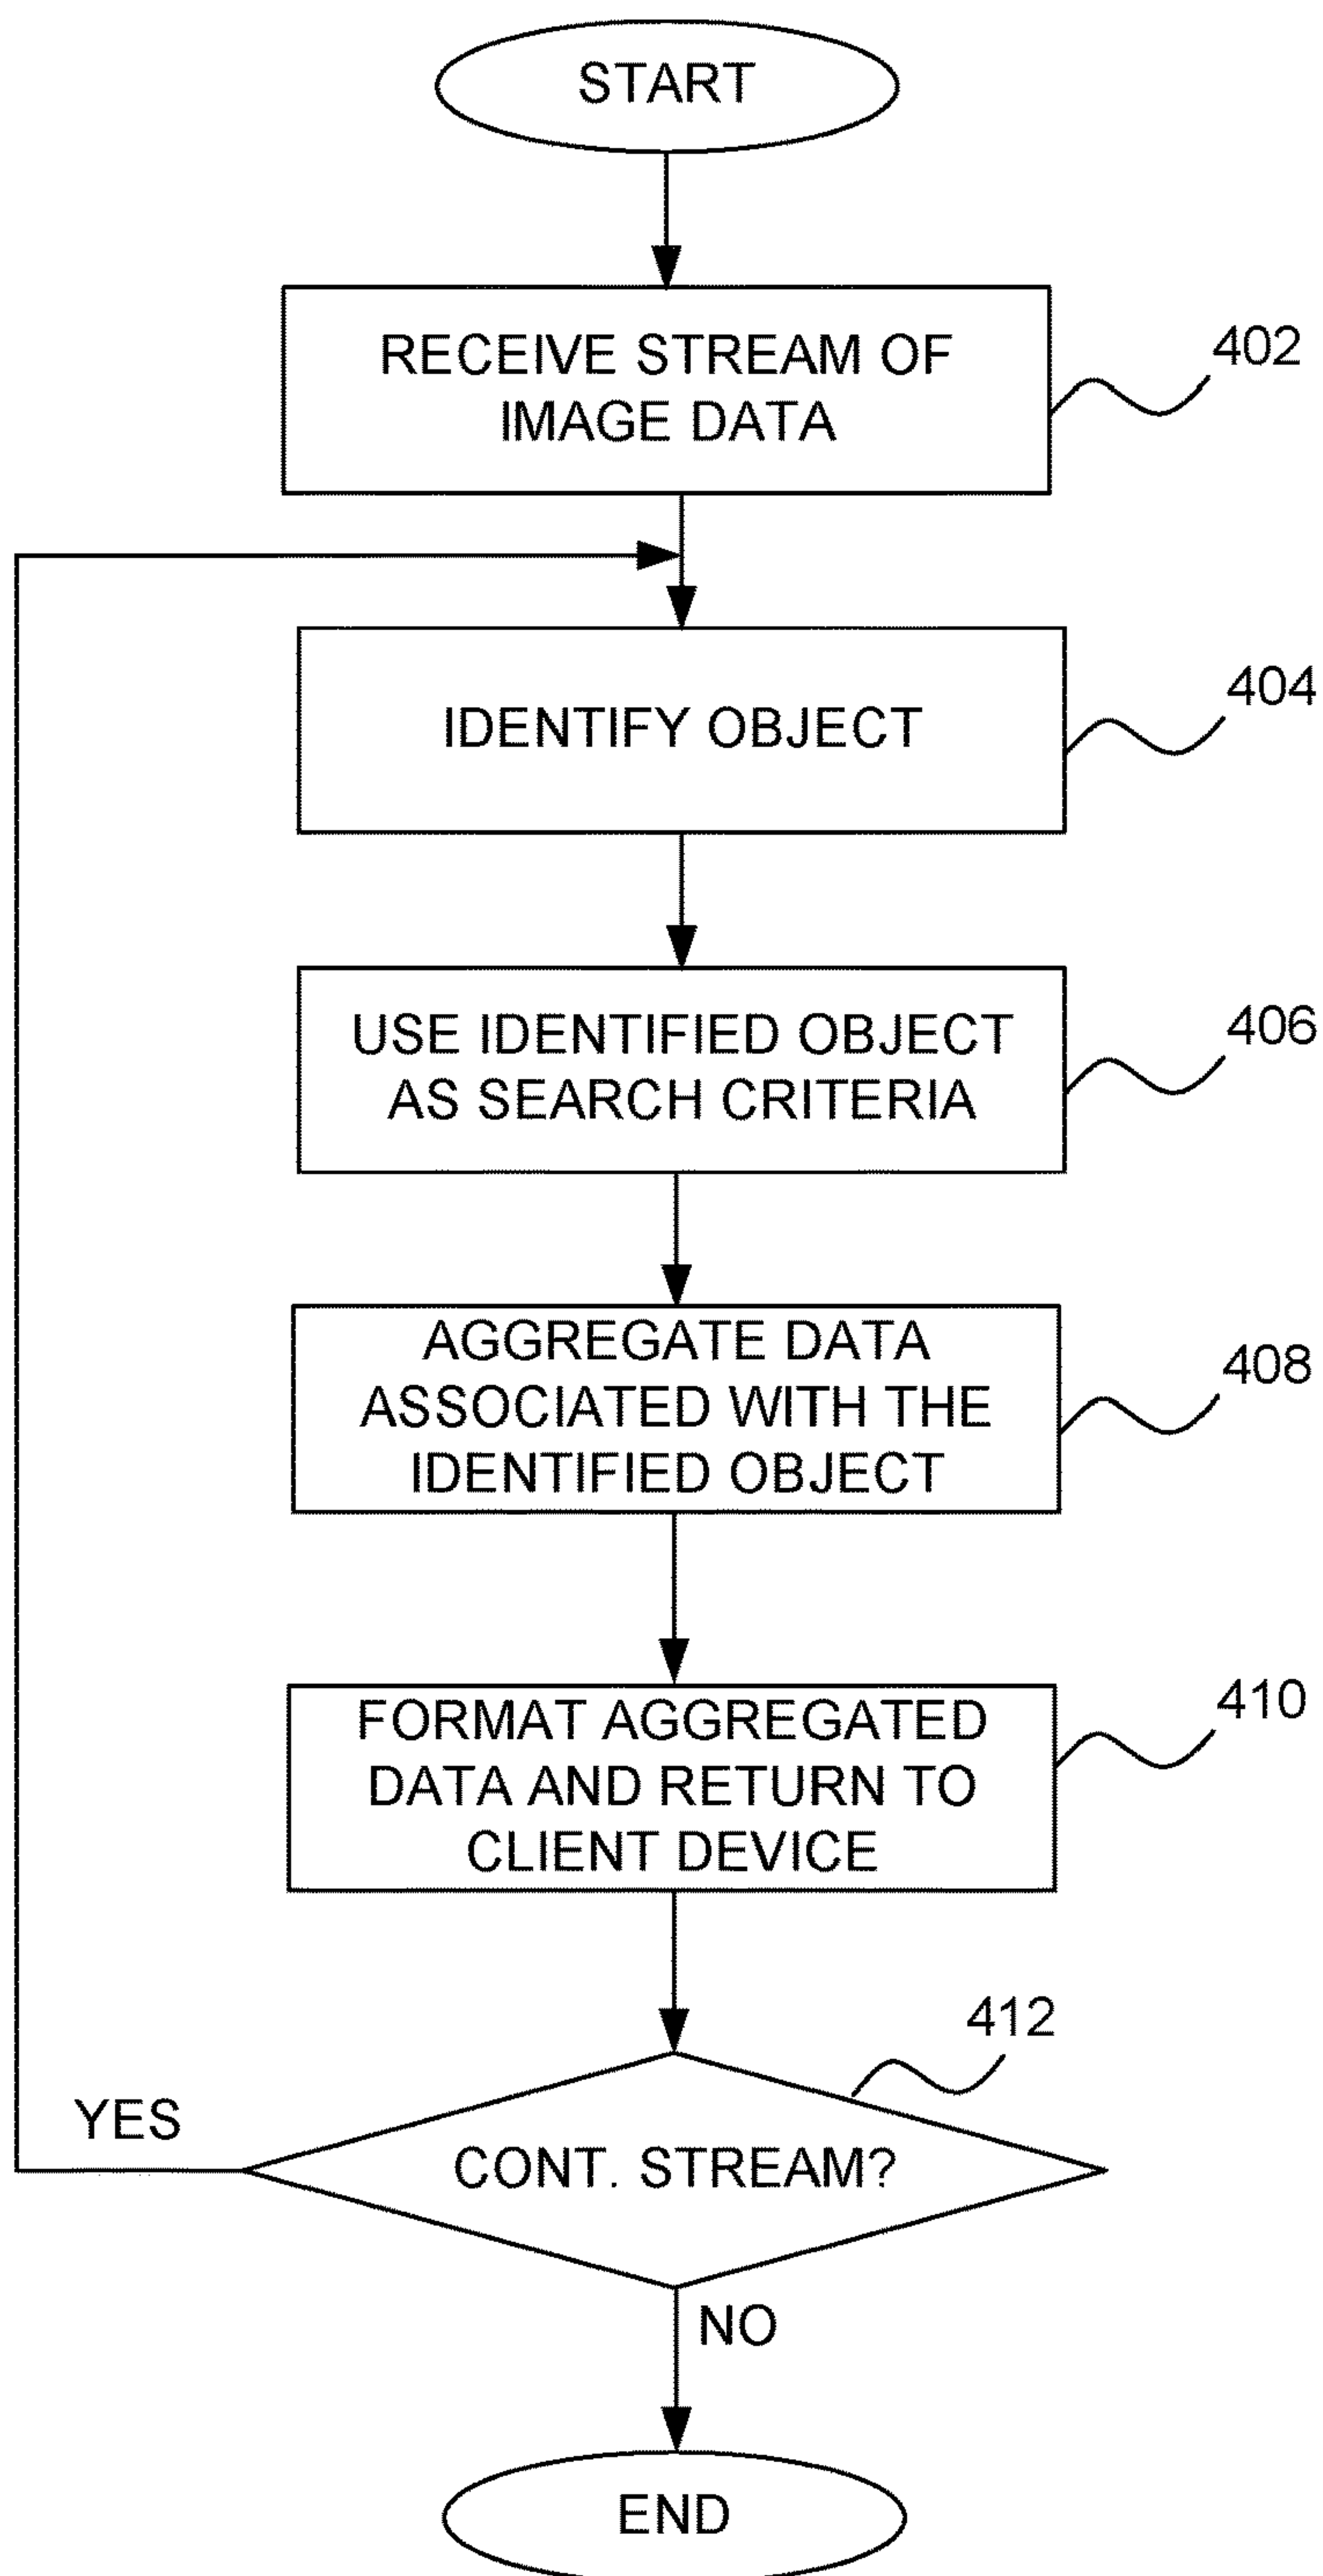 START
RECEIVE STREAM OF
IMAGE DATA
402
IDENTIFY OBJECT
404
USE IDENTIFIED OBJECT
AS SEARCH CRITERIA
406
AGGREGATE DATA
ASSOCIATED WITH THE
IDENTIFIED OBJECT
408
FORMAT AGGREGATED
DATA AND RETURN TO
CLIENT DEVICE
410
412
YES
CONT. STREAM?
NO
END